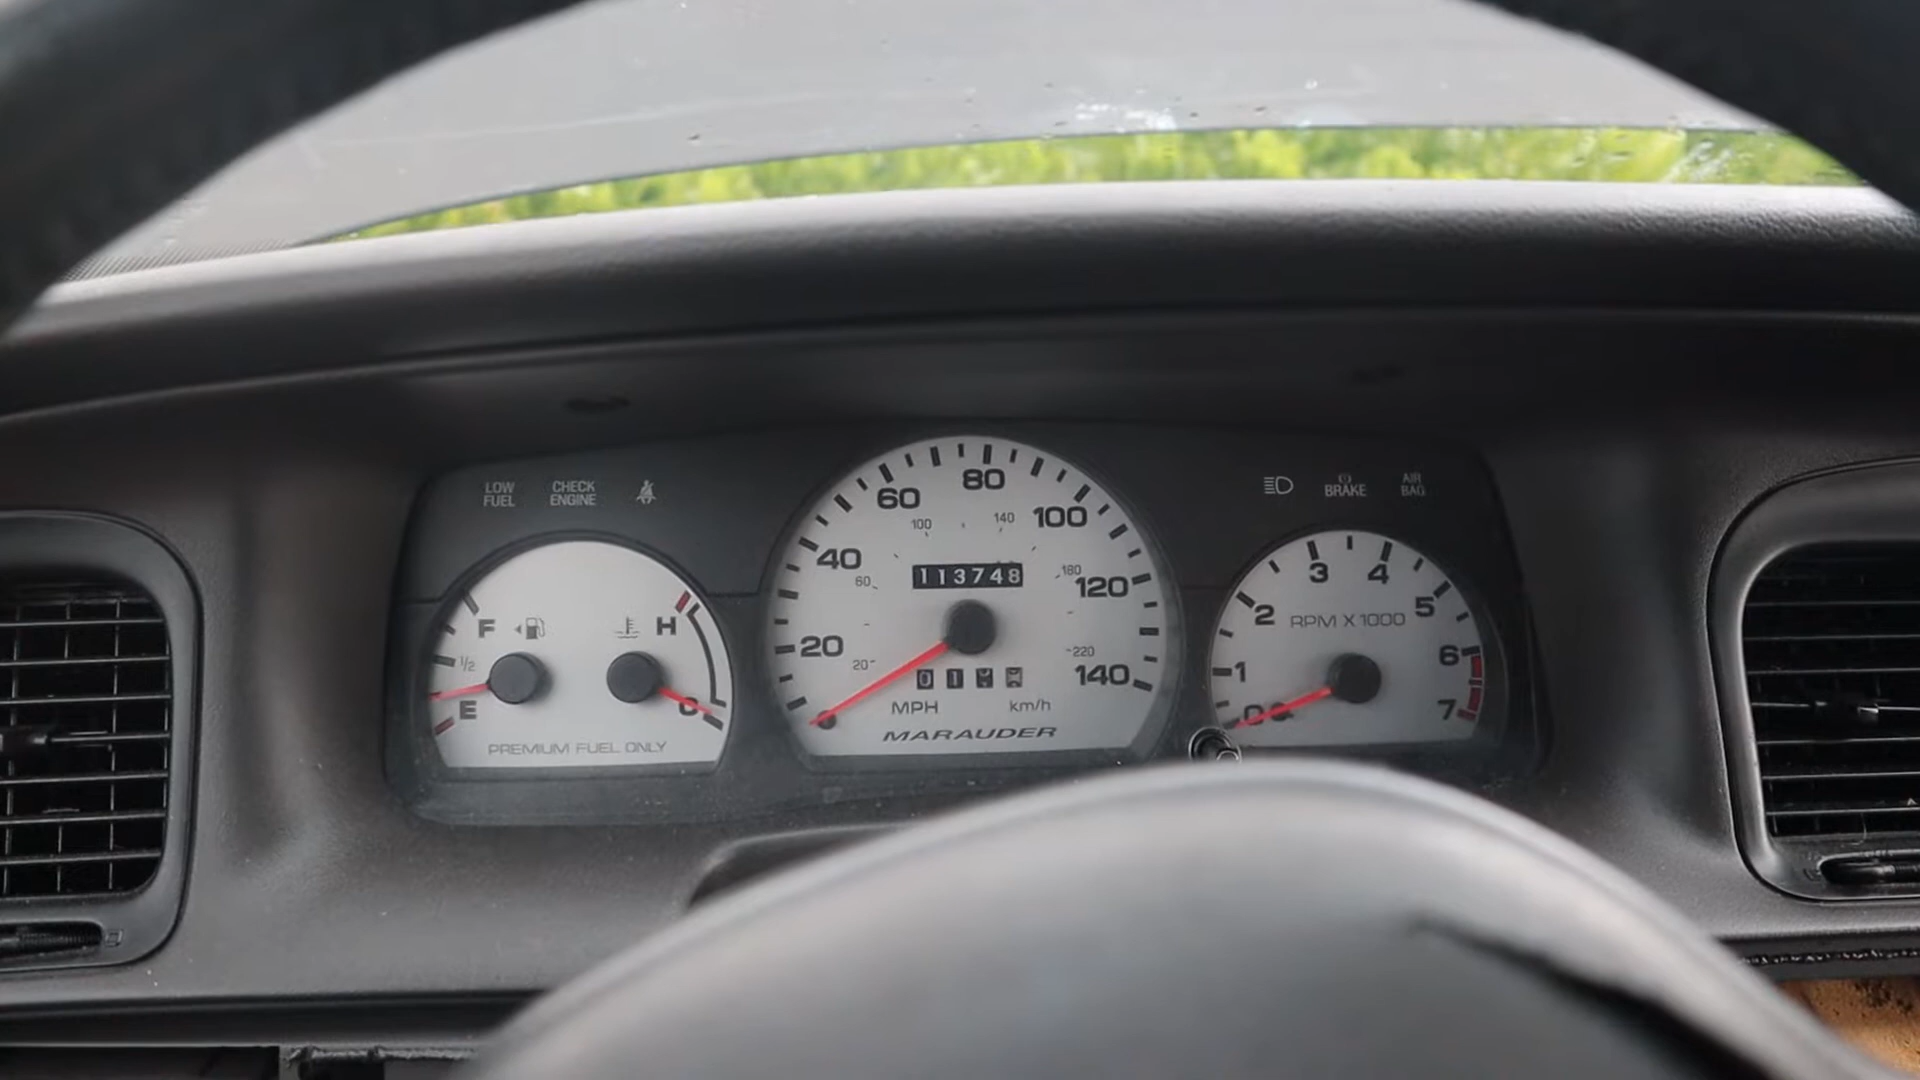 LOW FUEL
CHECK ENGINE
BRAKE
AIR BAG
F
1/2
E
H
C
PREMIUM FUEL ONLY
20
40
60
80
100
120
140
20
60
100
140
180
220
113748
MPH
km/h
MARAUDER
0
1
2
3
4
5
6
7
RPM X 1000